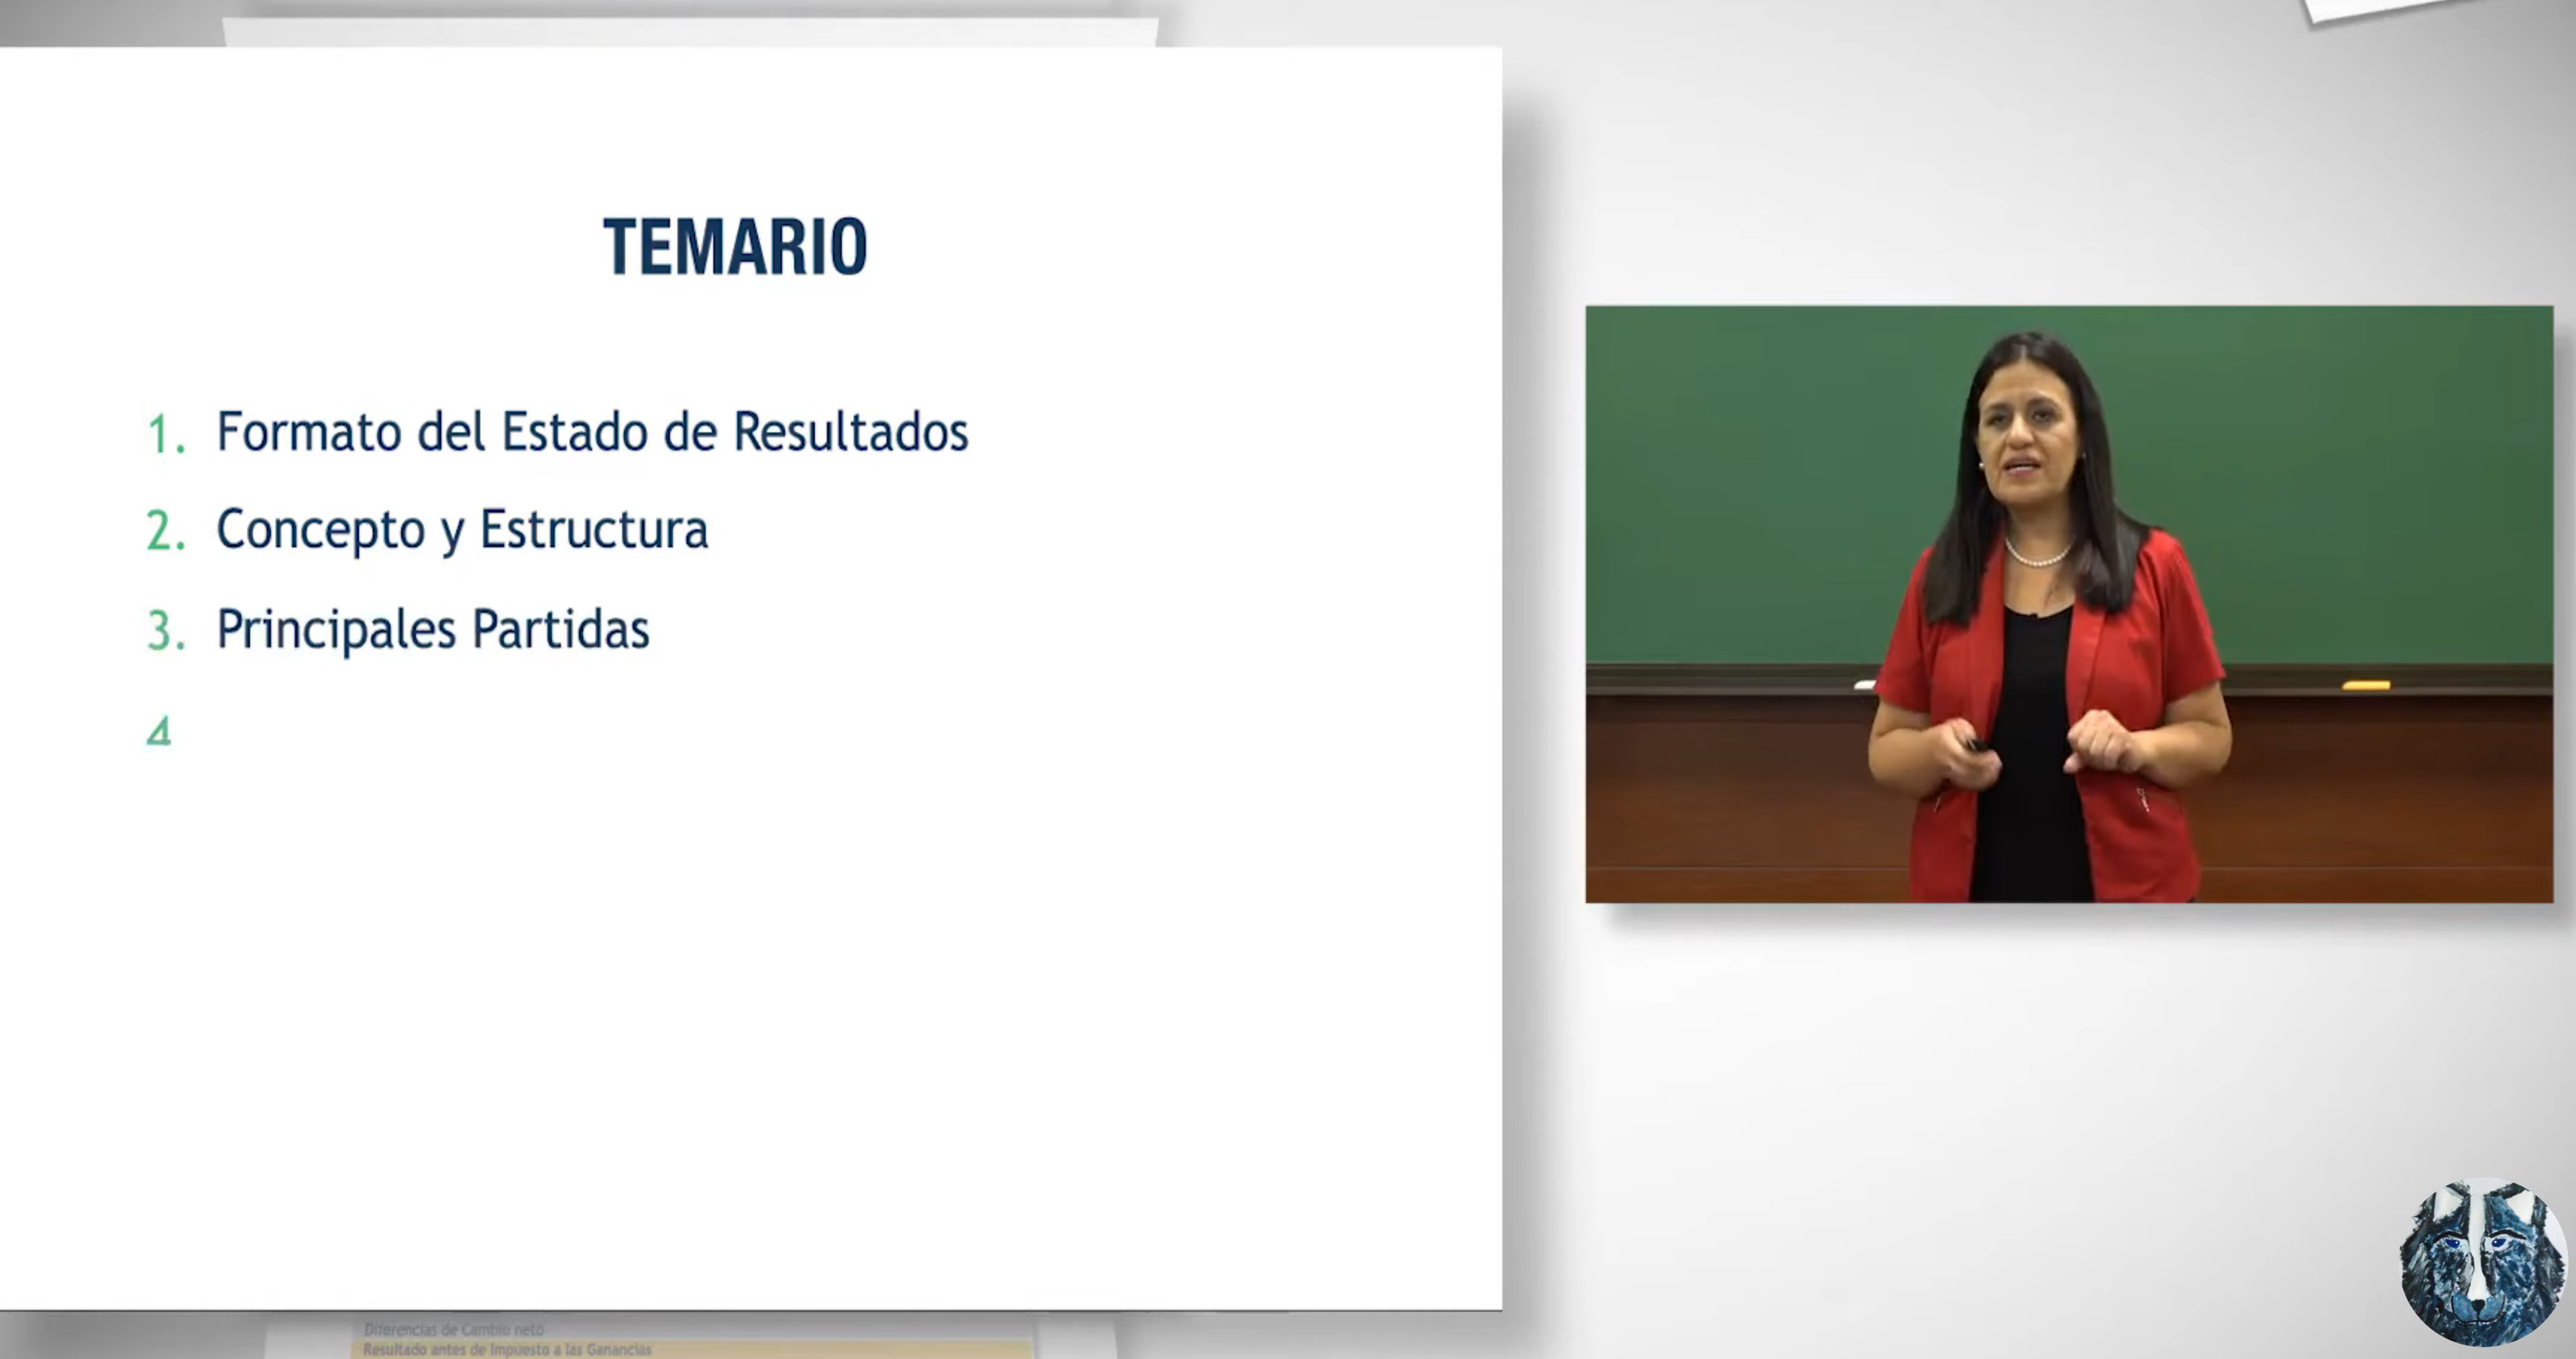 TEMARIO
1. Formato del Estado de Resultados
2. Concepto y Estructura
3. Principales Partidas
4
Diferencias de Cambio neto
Resultado antes de Impuesto a las Ganancias